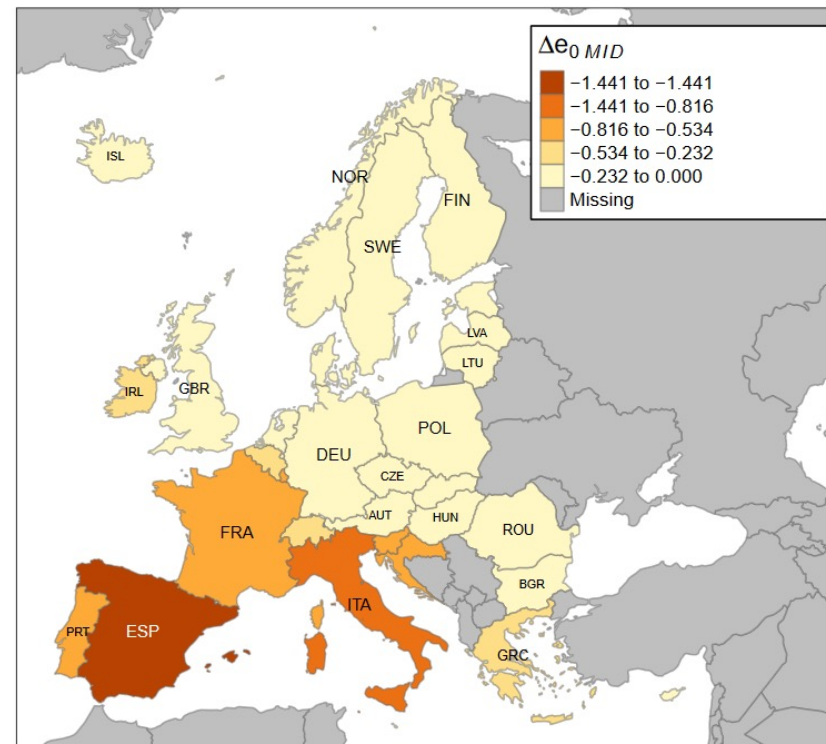 Δe₀ MID
−1.441 to −1.441
−1.441 to −0.816
−0.816 to −0.534
−0.534 to −0.232
−0.232 to 0.000
Missing
ISL
NOR
FIN
SWE
LVA
LTU
IRL
GBR
POL
DEU
CZE
AUT
HUN
FRA
ROU
BGR
ITA
PRT
ESP
GRC